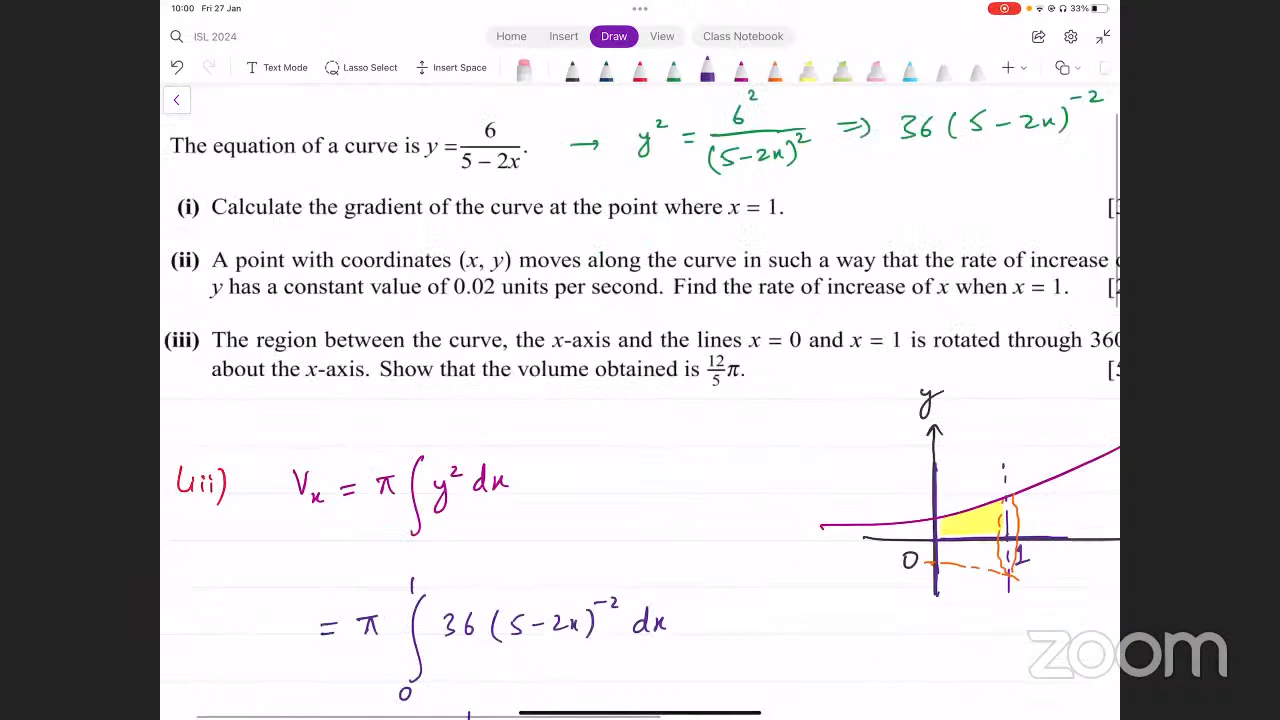 10:00 Fri 27 Jan
33%
ISL 2024
Home Insert Draw View Class Notebook
Text Mode Lasso Select Insert Space
The equation of a curve is y = 6/(5 − 2x). → y² = 6²/(5−2x)² ⇒ 36(5−2x)⁻²
(i) Calculate the gradient of the curve at the point where x = 1.
(ii) A point with coordinates (x, y) moves along the curve in such a way that the rate of increase
y has a constant value of 0.02 units per second. Find the rate of increase of x when x = 1.
(iii) The region between the curve, the x-axis and the lines x = 0 and x = 1 is rotated through 360
about the x-axis. Show that the volume obtained is 12/5 π.
y
(iii) Vₓ = π ∫ y² dx
0 1
= π ∫₀¹ 36(5−2x)⁻² dx
zoom